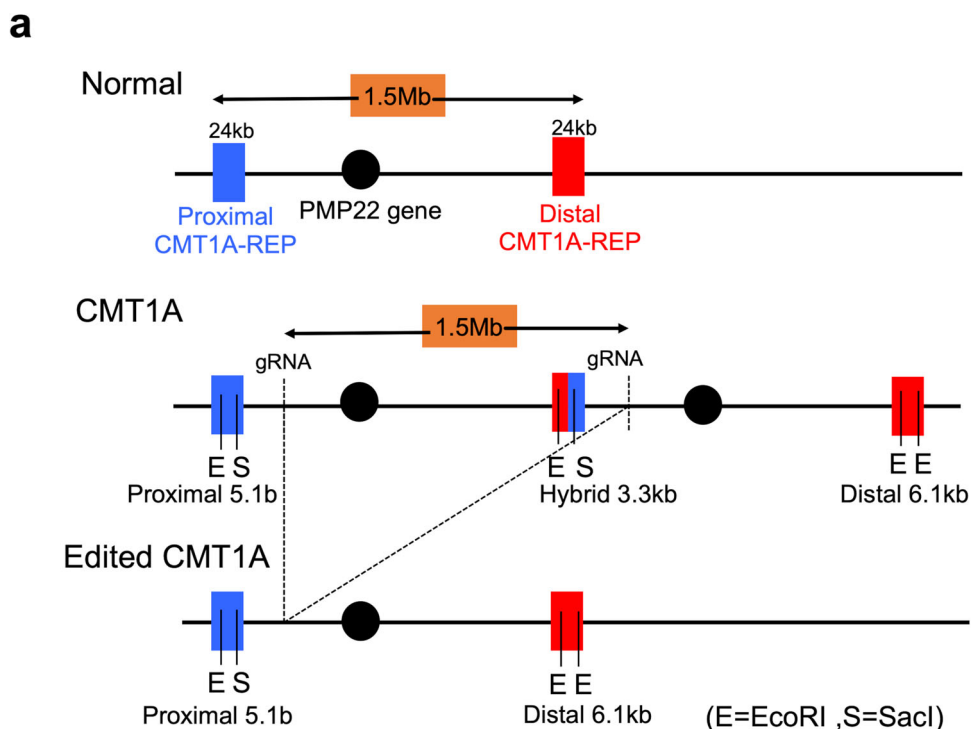 a
Normal
1.5Mb
24kb
24kb
Proximal
CMT1A-REP
PMP22 gene
Distal
CMT1A-REP
CMT1A
1.5Mb
gRNA
gRNA
E S
E S
E E
Proximal 5.1b
Hybrid 3.3kb
Distal 6.1kb
Edited CMT1A
E S
E E
Proximal 5.1b
Distal 6.1kb
(E=EcoRI ,S=SacI)